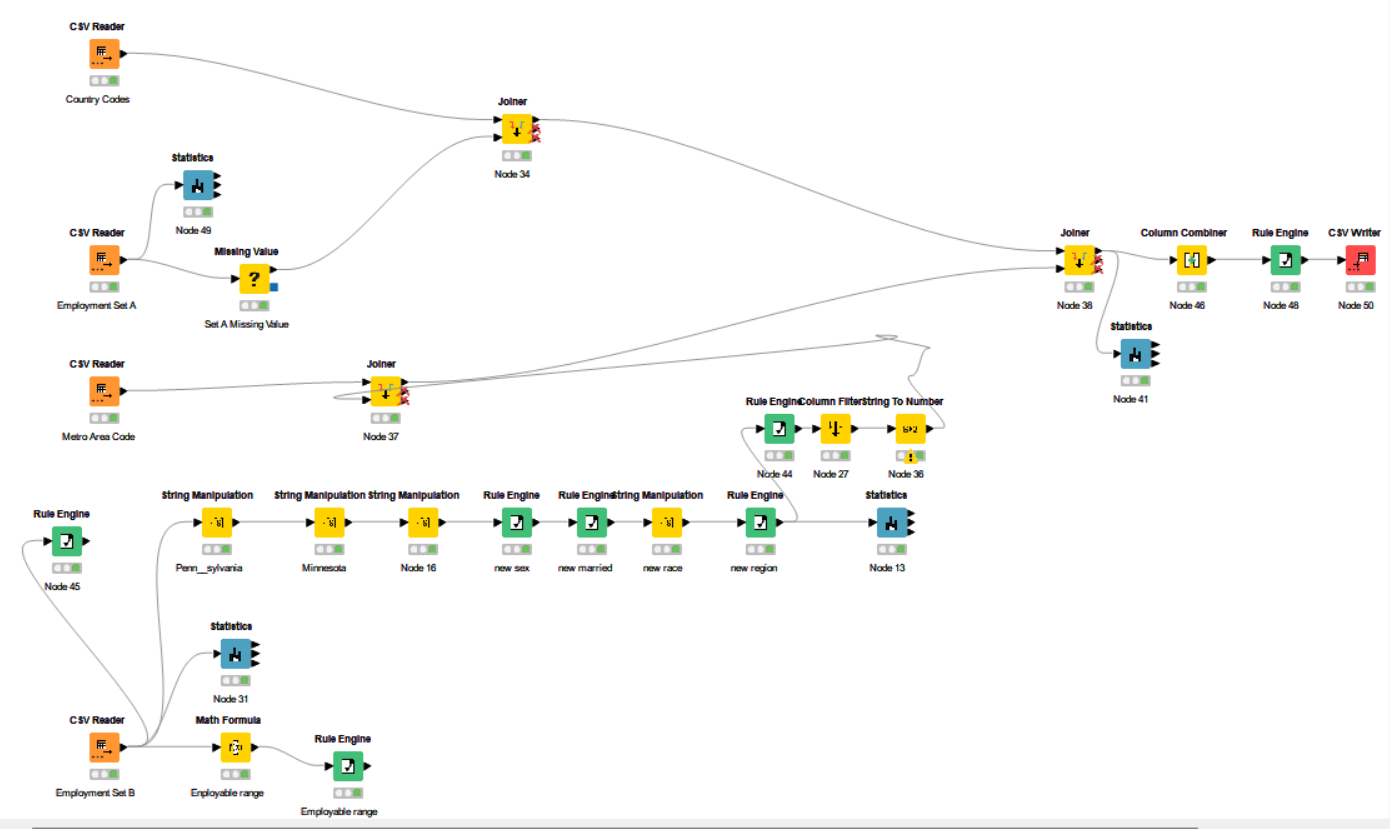 CSV Reader
Country Codes
Joiner
Node 34
Statistics
Node 49
CSV Reader
Employment Set A
Missing Value
?
Set A Missing Value
Joiner
Node 38
Column Combiner
Node 46
Rule Engine
Node 48
CSV Writer
Node 50
Statistics
Node 41
CSV Reader
Metro Area Code
Joiner
Node 37
Rule Engine
Node 44
Column Filter
Node 27
String To Number
S→2
Node 36
Rule Engine
Node 45
String Manipulation
Penn__sylvania
String Manipulation
Minnesota
String Manipulation
Node 16
Rule Engine
new sex
Rule Engine
new married
String Manipulation
new race
Rule Engine
new region
Statistics
Node 13
Statistics
Node 31
CSV Reader
Employment Set B
Math Formula
Enployable range
Rule Engine
Employable range